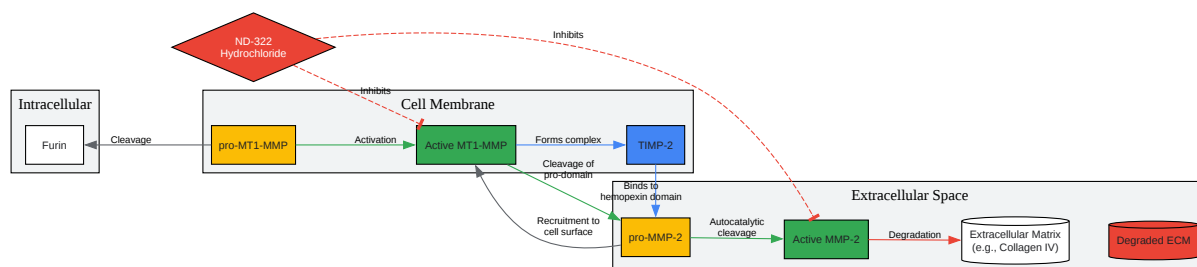 ND-322
Hydrochloride
Inhibits
Inhibits
Intracellular
Cell Membrane
Furin
Cleavage
pro-MT1-MMP
Activation
Active MT1-MMP
Forms complex
TIMP-2
Cleavage of
pro-domain
Binds to
hemopexin domain
Extracellular Space
Recruitment to
cell surface
pro-MMP-2
Autocatalytic
cleavage
Active MMP-2
Degradation
Extracellular Matrix
(e.g., Collagen IV)
Degraded ECM